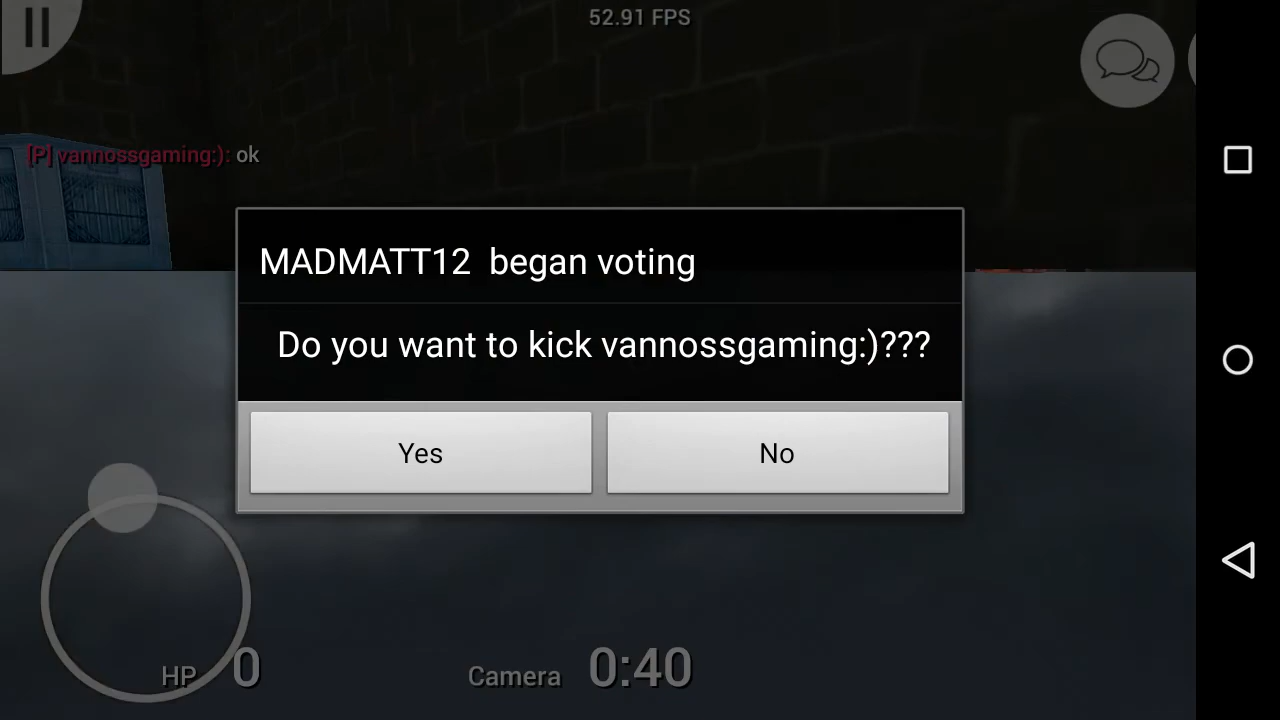 52.91 FPS
[P] vannossgaming:): ok
MADMATT12  began voting
Do you want to kick vannossgaming:)???
Yes
No
HP 0
Camera 0:40